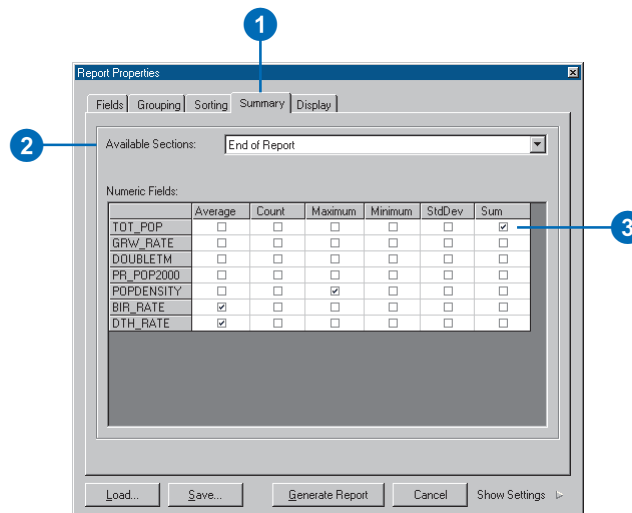 1
Report Properties
Fields Grouping Sorting Summary Display
2
Available Sections: End of Report
Numeric Fields:
Average Count Maximum Minimum StdDev Sum
TOT_POP
3
GRW_RATE
DOUBLETM
PR_POP2000
POPDENSITY
BIR_RATE
DTH_RATE
Load... Save... Generate Report Cancel Show Settings